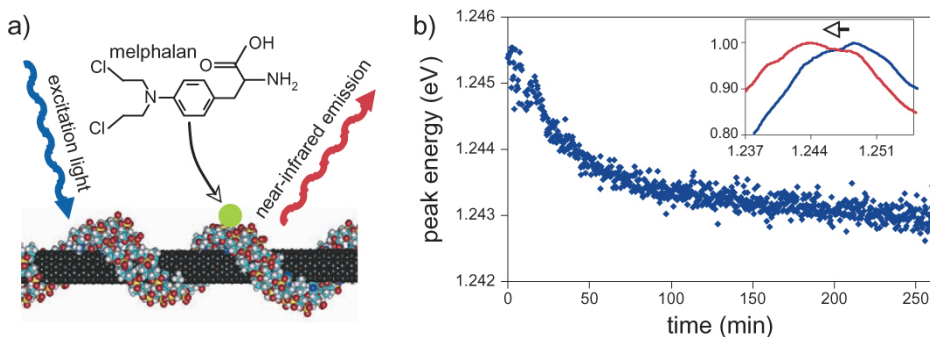 a)
melphalan
OH
O
NH2
Cl
N
Cl
excitation light
near-infrared emission
b)
1.246
1.245
1.244
1.243
1.242
peak energy (eV)
0
50
100
150
200
250
time (min)
1.00
0.90
0.80
1.237
1.244
1.251